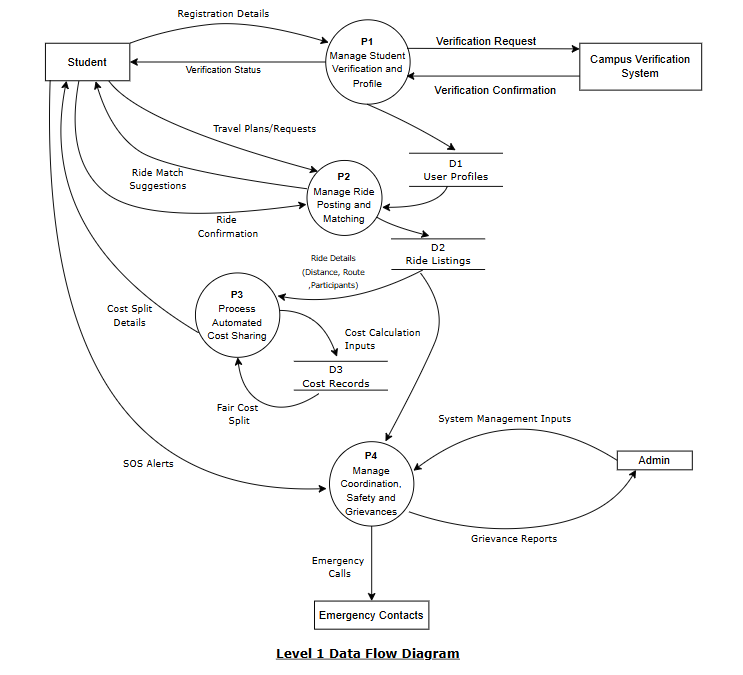 Registration Details
P1
Manage Student
Verification and
Profile
Verification Request
Student
Campus Verification
System
Verification Status
Verification Confirmation
Travel Plans/Requests
D1
User Profiles
Ride Match
Suggestions
P2
Manage Ride
Posting and
Matching
Ride
Confirmation
D2
Ride Listings
Ride Details
(Distance, Route
,Participants)
P3
Process
Automated
Cost Sharing
Cost Split
Details
Cost Calculation
Inputs
D3
Cost Records
Fair Cost
Split
System Management Inputs
P4
Manage
Coordination,
Safety and
Grievances
SOS Alerts
Admin
Grievance Reports
Emergency
Calls
Emergency Contacts
Level 1 Data Flow Diagram